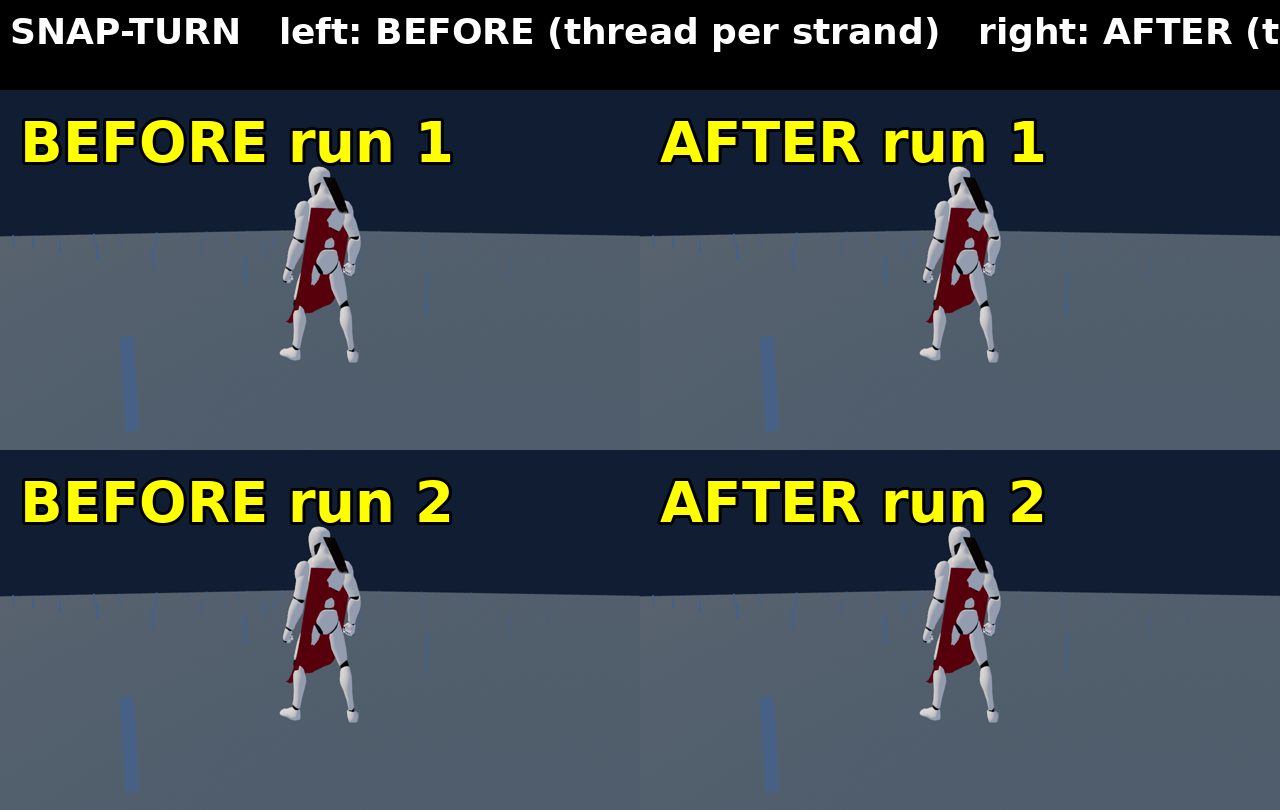 SNAP-TURN left: BEFORE (thread per strand) right: AFTER (t
BEFORE run 1
AFTER run 1
BEFORE run 2
AFTER run 2